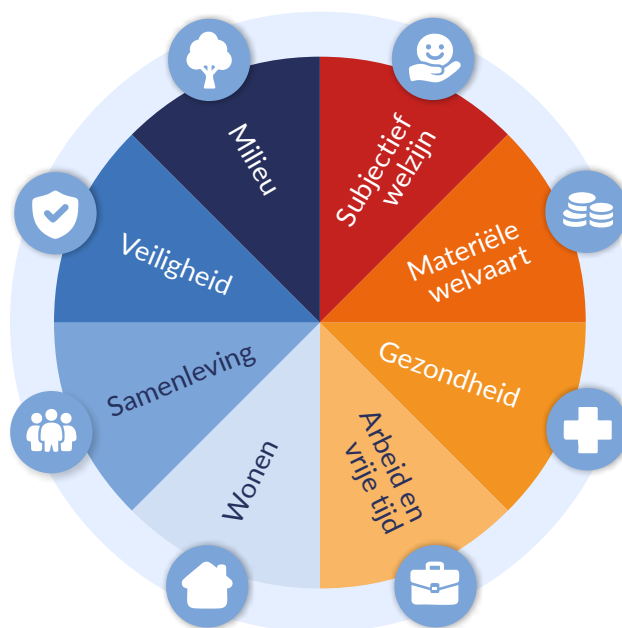 Milieu
Subjectief
welzijn
Materiële
welvaart
Gezondheid
Arbeid en
vrije tijd
Wonen
Samenleving
Veiligheid